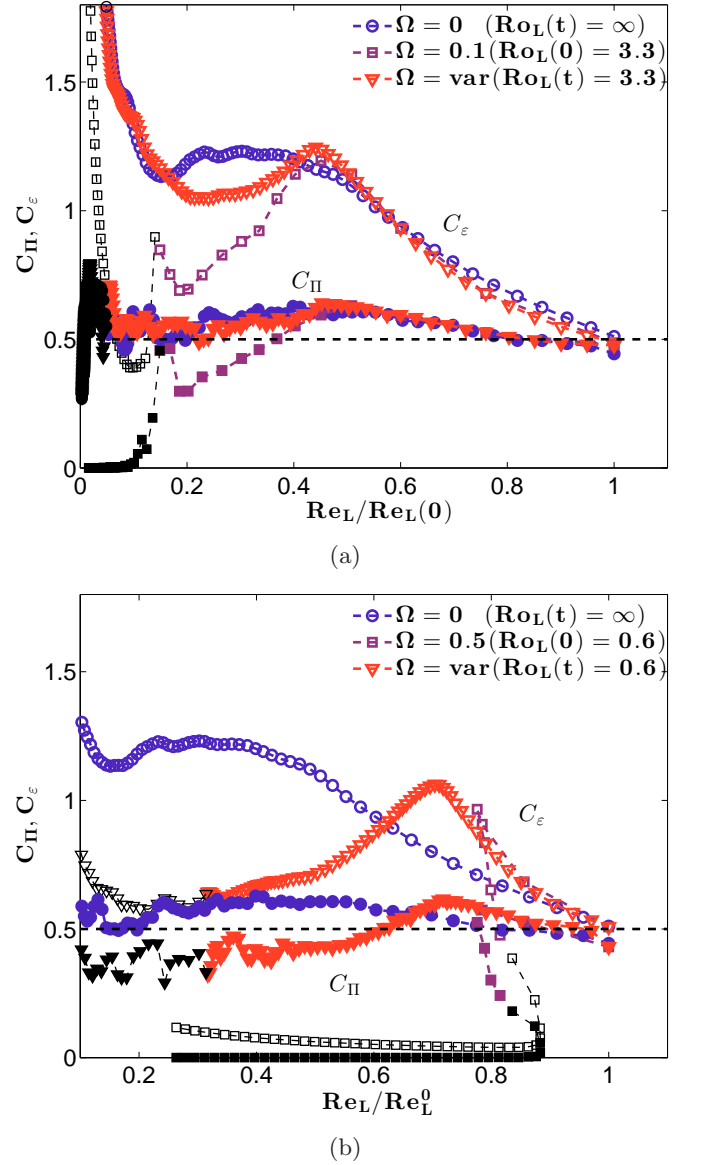 Ω = 0 (Ro_L(t) = ∞)
Ω = 0.1(Ro_L(0) = 3.3)
Ω = var(Ro_L(t) = 3.3)
1.5
1
0.5
0
C_Π, C_ε
C_ε
C_Π
0 0.2 0.4 0.6 0.8 1
Re_L/Re_L(0)
(a)
Ω = 0 (Ro_L(t) = ∞)
Ω = 0.5(Ro_L(0) = 0.6)
Ω = var(Ro_L(t) = 0.6)
1.5
1
0.5
0
C_Π, C_ε
C_ε
C_Π
0.2 0.4 0.6 0.8 1
Re_L/Re_L^0
(b)